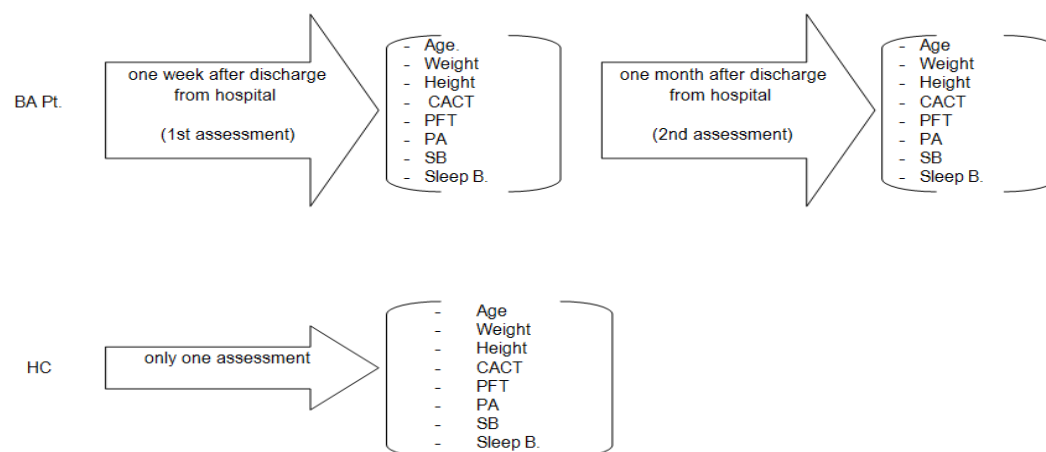 BA Pt.
one week after discharge
from hospital
(1st assessment)
- Age.
- Weight
- Height
- CACT
- PFT
- PA
- SB
- Sleep B.
one month after discharge
from hospital
(2nd assessment)
- Age
- Weight
- Height
- CACT
- PFT
- PA
- SB
- Sleep B.
HC
only one assessment
- Age
- Weight
- Height
- CACT
- PFT
- PA
- SB
- Sleep B.